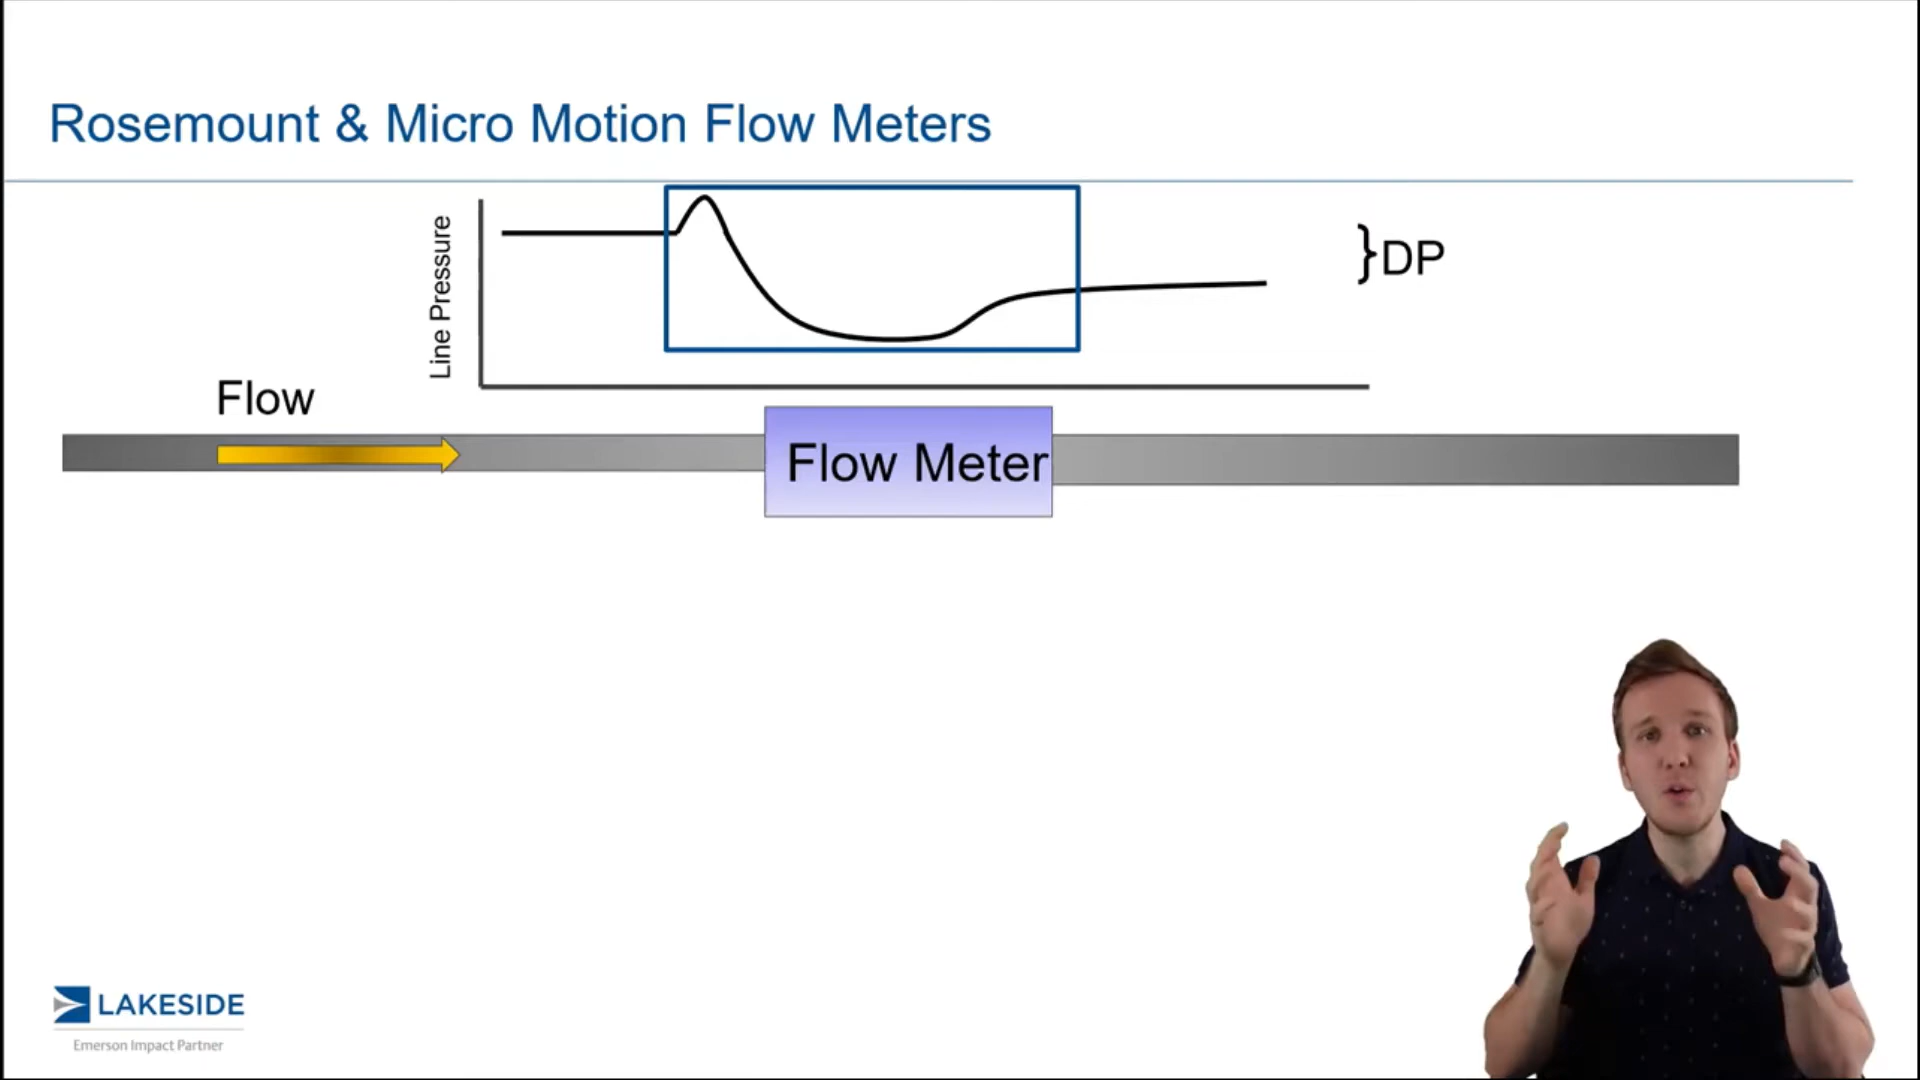 Rosemount & Micro Motion Flow Meters
Line Pressure
}DP
Flow
Flow Meter
LAKESIDE
Emerson Impact Partner